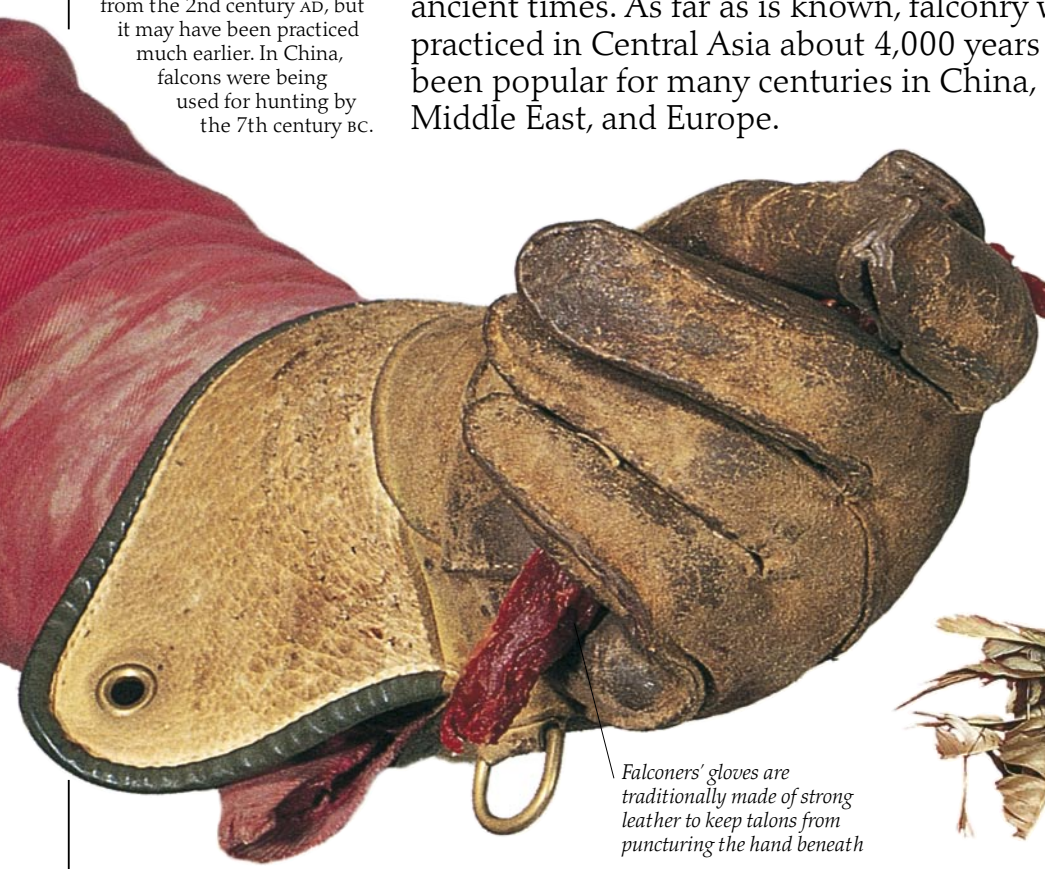 from the 2nd century AD, but
it may have been practiced
much earlier. In China,
falcons were being
used for hunting by
the 7th century BC.
ancient times. As far as is known, falconry
practiced in Central Asia about 4,000 years
been popular for many centuries in China,
Middle East, and Europe.
Falconers’ gloves are
traditionally made of strong
leather to keep talons from
puncturing the hand beneath